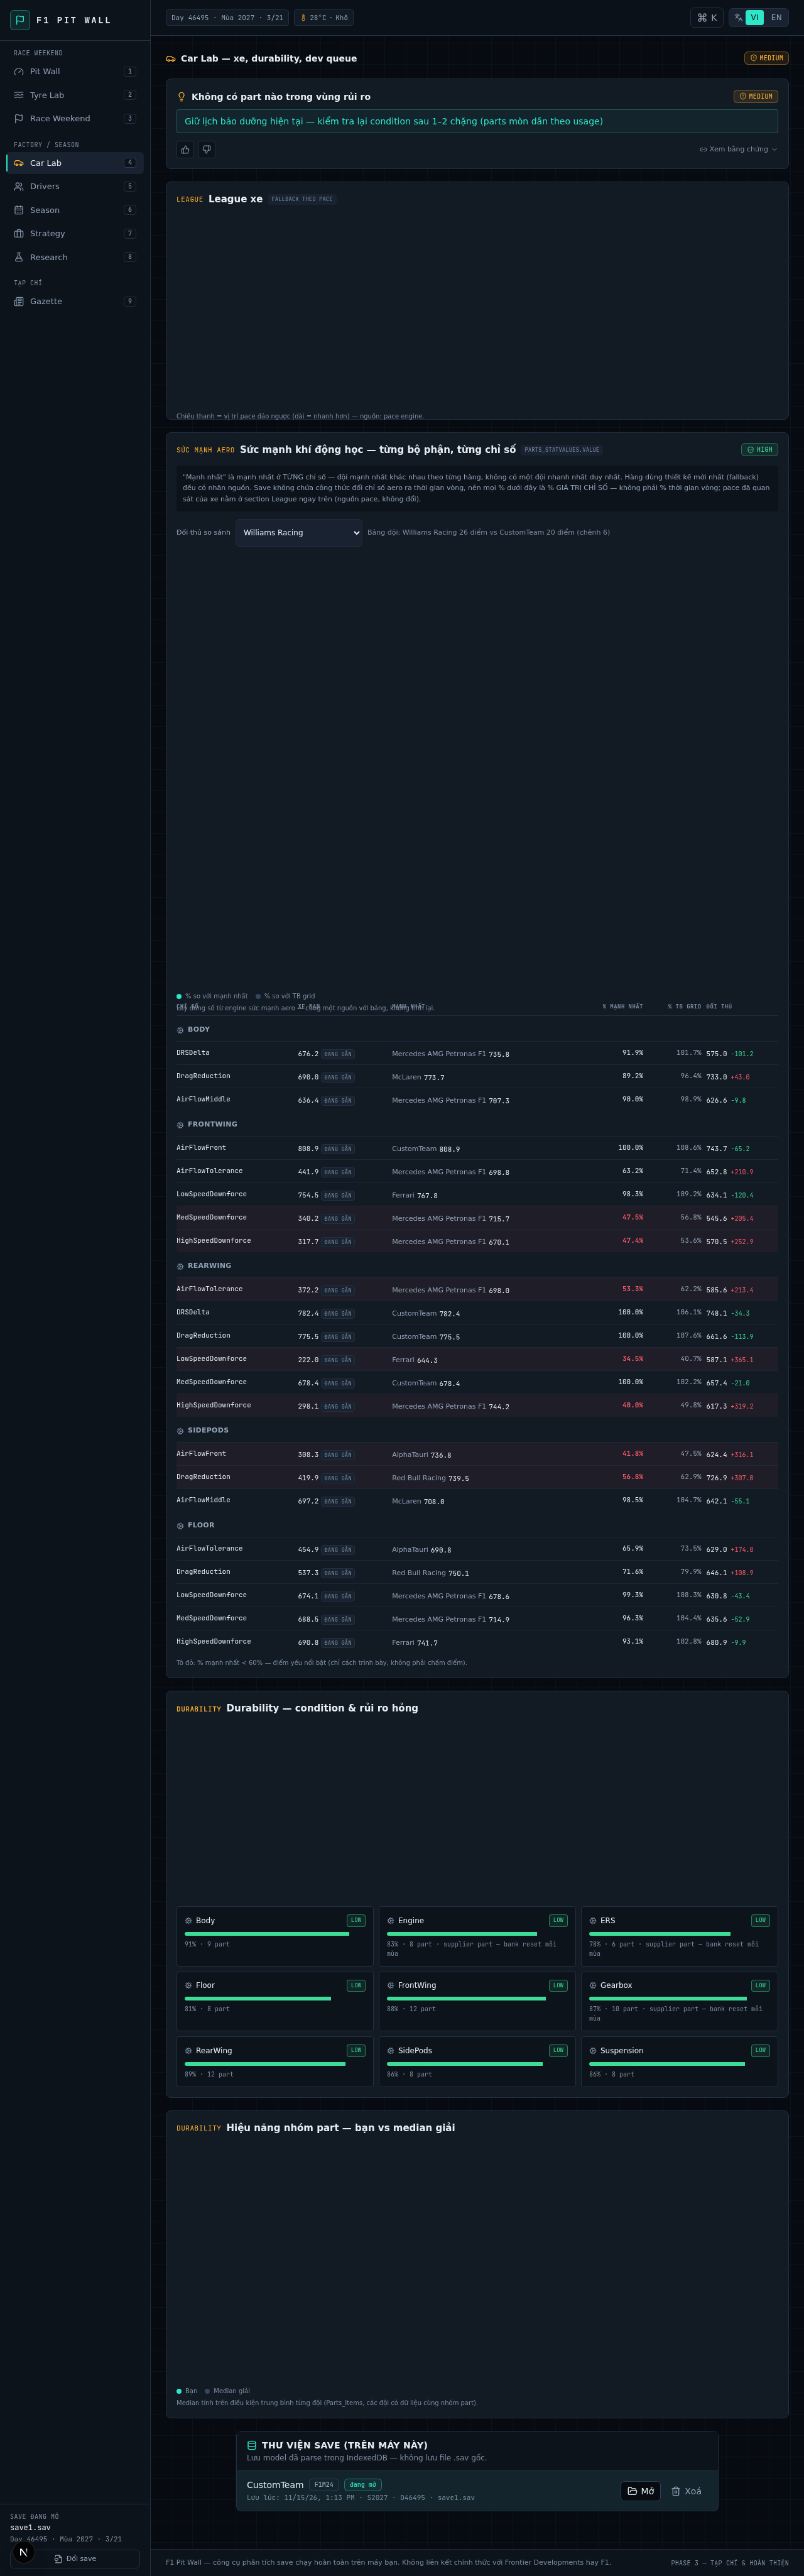 F1 PIT WALL
Day 46495 · Mùa 2027 · 3/21
28°C · Khô
⌘ K
VI
EN
RACE WEEKEND
Pit Wall 1
Tyre Lab 2
Race Weekend 3
FACTORY / SEASON
Car Lab 4
Drivers 5
Season 6
Strategy 7
Research 8
TẠP CHÍ
Gazette 9
Car Lab — xe, durability, dev queue
MEDIUM
Không có part nào trong vùng rủi ro
MEDIUM
Giữ lịch bảo dưỡng hiện tại — kiểm tra lại condition sau 1–2 chặng (parts mòn dần theo usage)
Xem bằng chứng
LEAGUE League xe FALLBACK THEO PACE
Chiều thanh = vị trí pace đảo ngược (dài = nhanh hơn) — nguồn: pace engine.
SỨC MẠNH AERO Sức mạnh khí động học — từng bộ phận, từng chỉ số PARTS_STATVALUES.VALUE
HIGH
"Mạnh nhất" là mạnh nhất ở TỪNG chỉ số — đội mạnh nhất khác nhau theo từng hàng, không có một đội mạnh nhất duy nhất. Hàng dùng thiết kế mới nhất (fallback)
đều có nhãn nguồn. Save không chứa công thức đổi chỉ số aero ra thời gian vòng, nên mọi % dưới đây là % GIÁ TRỊ CHỈ SỐ — không phải % thời gian vòng; pace đã quan
sát của xe nằm ở section League ngay trên (nguồn pace, không đổi).
Đối thủ so sánh
Williams Racing
Bảng đội: Williams Racing 26 điểm vs CustomTeam 20 điểm (chênh 6)
% so với mạnh nhất
% so với TB grid
CHỈ SỐ XE BẠN MẠNH NHẤT % MẠNH NHẤT % TB GRID ĐỐI THỦ
Lấy đúng số từ engine sức mạnh aero — cùng một nguồn với bảng, không tính lại.
BODY
DRSDelta 676.2 ĐANG GẮN Mercedes AMG Petronas F1 735.8 91.9% 101.7% 575.0 -101.2
DragReduction 690.0 ĐANG GẮN McLaren 773.7 89.2% 96.4% 733.0 +43.0
AirFlowMiddle 636.4 ĐANG GẮN Mercedes AMG Petronas F1 707.3 90.0% 98.9% 626.6 -9.8
FRONTWING
AirFlowFront 808.9 ĐANG GẮN CustomTeam 808.9 100.0% 108.6% 743.7 -65.2
AirFlowTolerance 441.9 ĐANG GẮN Mercedes AMG Petronas F1 698.8 63.2% 71.4% 652.8 +210.9
LowSpeedDownforce 754.5 ĐANG GẮN Ferrari 767.8 98.3% 109.2% 634.1 -120.4
MedSpeedDownforce 340.2 ĐANG GẮN Mercedes AMG Petronas F1 715.7 47.5% 56.8% 545.6 +205.4
HighSpeedDownforce 317.7 ĐANG GẮN Mercedes AMG Petronas F1 670.1 47.4% 53.6% 570.5 +252.9
REARWING
AirFlowTolerance 372.2 ĐANG GẮN Mercedes AMG Petronas F1 698.0 53.3% 62.2% 585.6 +213.4
DRSDelta 782.4 ĐANG GẮN CustomTeam 782.4 100.0% 106.1% 748.1 -34.3
DragReduction 775.5 ĐANG GẮN CustomTeam 775.5 100.0% 107.6% 661.6 -113.9
LowSpeedDownforce 222.0 ĐANG GẮN Ferrari 644.3 34.5% 40.7% 587.1 +365.1
MedSpeedDownforce 678.4 ĐANG GẮN CustomTeam 678.4 100.0% 102.2% 657.4 -21.0
HighSpeedDownforce 298.1 ĐANG GẮN Mercedes AMG Petronas F1 744.2 40.0% 49.8% 617.3 +319.2
SIDEPODS
AirFlowFront 308.3 ĐANG GẮN AlphaTauri 736.8 41.8% 47.5% 624.4 +316.1
DragReduction 419.9 ĐANG GẮN Red Bull Racing 739.5 56.8% 62.9% 726.9 +307.0
AirFlowMiddle 697.2 ĐANG GẮN McLaren 708.0 98.5% 104.7% 642.1 -55.1
FLOOR
AirFlowTolerance 454.9 ĐANG GẮN AlphaTauri 690.8 65.9% 73.5% 629.0 +174.0
DragReduction 537.3 ĐANG GẮN Red Bull Racing 750.1 71.6% 79.9% 646.1 +108.9
LowSpeedDownforce 674.1 ĐANG GẮN Mercedes AMG Petronas F1 678.6 99.3% 108.3% 630.8 -43.4
MedSpeedDownforce 688.5 ĐANG GẮN Mercedes AMG Petronas F1 714.9 96.3% 104.4% 635.6 -52.9
HighSpeedDownforce 690.8 ĐANG GẮN Ferrari 741.7 93.1% 102.8% 680.9 -9.9
Tô đỏ: % mạnh nhất < 60% — điểm yếu nổi bật (chỉ cách trình bày, không phải chấm điểm).
DURABILITY Durability — condition & rủi ro hỏng
Body LOW
91% · 9 part
Engine LOW
83% · 8 part · supplier part — bank reset mỗi
mùa
ERS LOW
78% · 6 part · supplier part — bank reset mỗi
mùa
Floor LOW
81% · 8 part
FrontWing LOW
88% · 12 part
Gearbox LOW
87% · 10 part · supplier part — bank reset mỗi
mùa
RearWing LOW
89% · 12 part
SidePods LOW
86% · 8 part
Suspension LOW
86% · 8 part
DURABILITY Hiệu năng nhóm part — bạn vs median giải
Bạn
Median giải
Median tính trên điều kiện trung bình từng đội (Parts_Items, các đội có dữ liệu cùng nhóm part).
THƯ VIỆN SAVE (TRÊN MÁY NÀY)
Lưu model đã parse trong IndexedDB — không lưu file .sav gốc.
CustomTeam F1M24 đang mở
Lưu lúc: 11/15/26, 1:13 PM · S2027 · D46495 · save1.sav
Mở
Xoá
SAVE ĐANG MỞ
save1.sav
Day 46495 · Mùa 2027 · 3/21
N
Đổi save
F1 Pit Wall — công cụ phân tích save chạy hoàn toàn trên máy bạn. Không liên kết chính thức với Frontier Developments hay F1.
PHASE 3 — TẠP CHÍ & HOÀN THIỆN